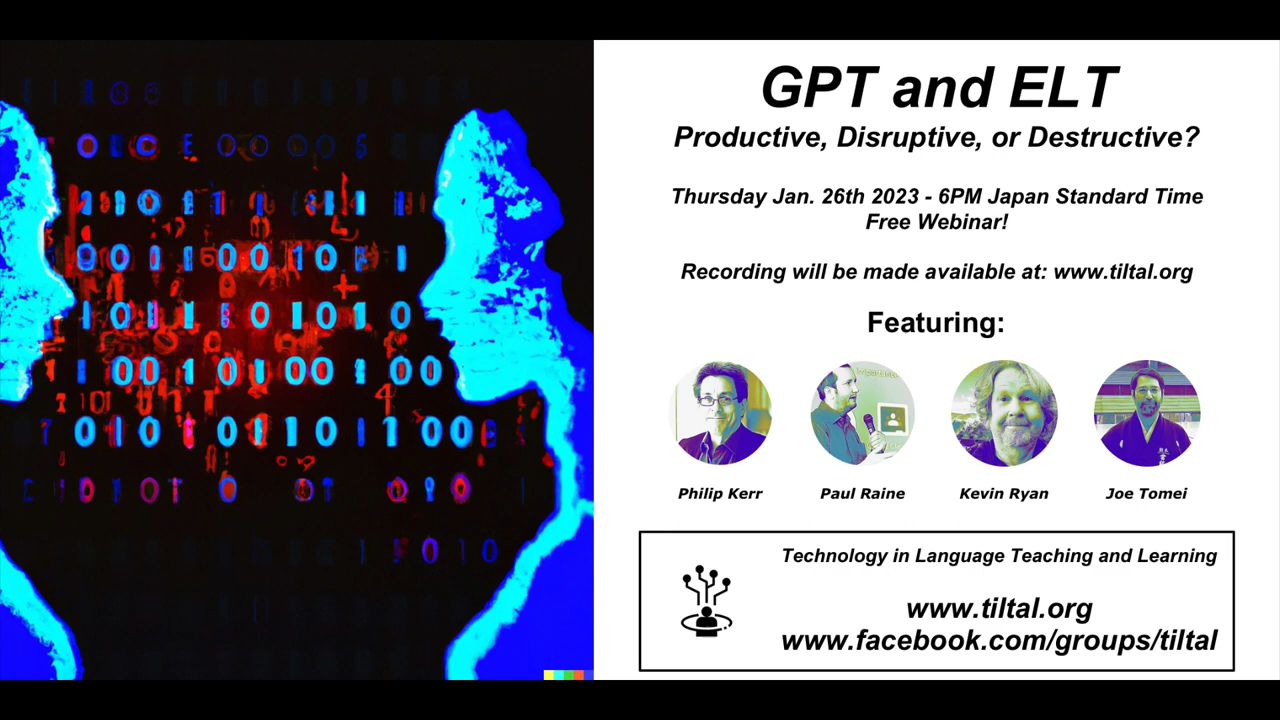 GPT and ELT
Productive, Disruptive, or Destructive?
Thursday Jan. 26th 2023 - 6PM Japan Standard Time
Free Webinar!
Recording will be made available at: www.tiltal.org
Featuring:
Philip Kerr
Paul Raine
Kevin Ryan
Joe Tomei
Technology in Language Teaching and Learning
www.tiltal.org
www.facebook.com/groups/tiltal